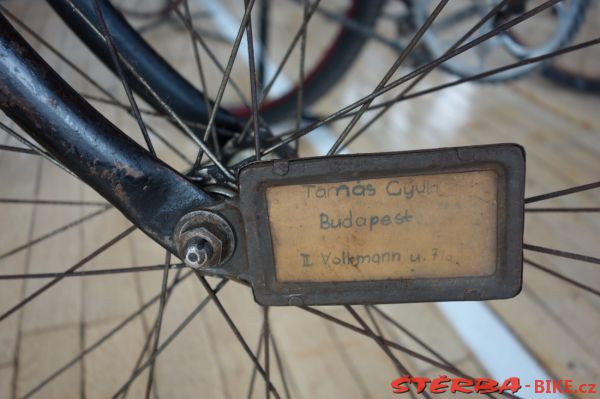 Tamás Gyula
Budapest.
II Volkmann u. 7/a.
ŠTĚRBA-BIKE.cz